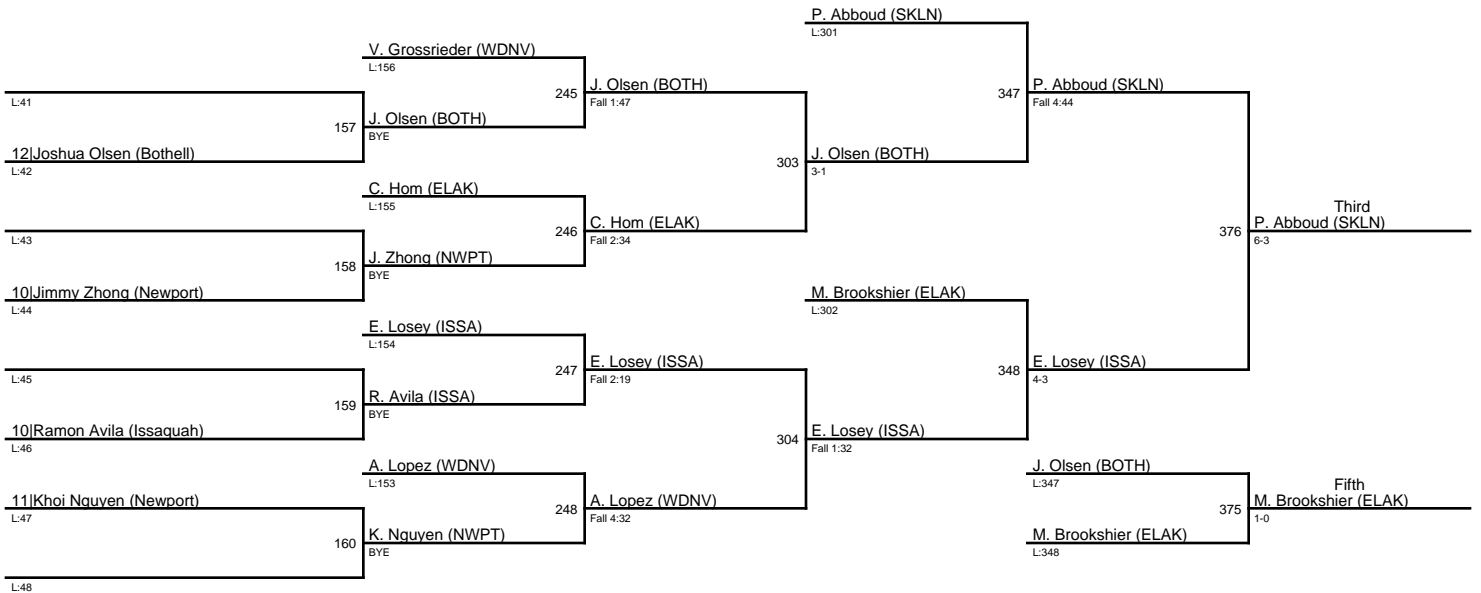 P. Abboud (SKLN)
L:301
V. Grossrieder (WDNV)
L:156
245
J. Olsen (BOTH)
Fall 1:47
347
P. Abboud (SKLN)
Fall 4:44
L:41
157
J. Olsen (BOTH)
BYE
12|Joshua Olsen (Bothell)
L:42
303
J. Olsen (BOTH)
3-1
C. Hom (ELAK)
L:155
246
C. Hom (ELAK)
Fall 2:34
L:43
158
J. Zhong (NWPT)
BYE
10|Jimmy Zhong (Newport)
L:44
376
Third
P. Abboud (SKLN)
6-3
M. Brookshier (ELAK)
L:302
E. Losey (ISSA)
L:154
247
E. Losey (ISSA)
Fall 2:19
348
E. Losey (ISSA)
4-3
L:45
159
R. Avila (ISSA)
BYE
10|Ramon Avila (Issaquah)
L:46
304
E. Losey (ISSA)
Fall 1:32
A. Lopez (WDNV)
L:153
248
A. Lopez (WDNV)
Fall 4:32
11|Khoi Nguyen (Newport)
L:47
160
K. Nguyen (NWPT)
BYE
L:48
J. Olsen (BOTH)
L:347
375
Fifth
M. Brookshier (ELAK)
1-0
M. Brookshier (ELAK)
L:348